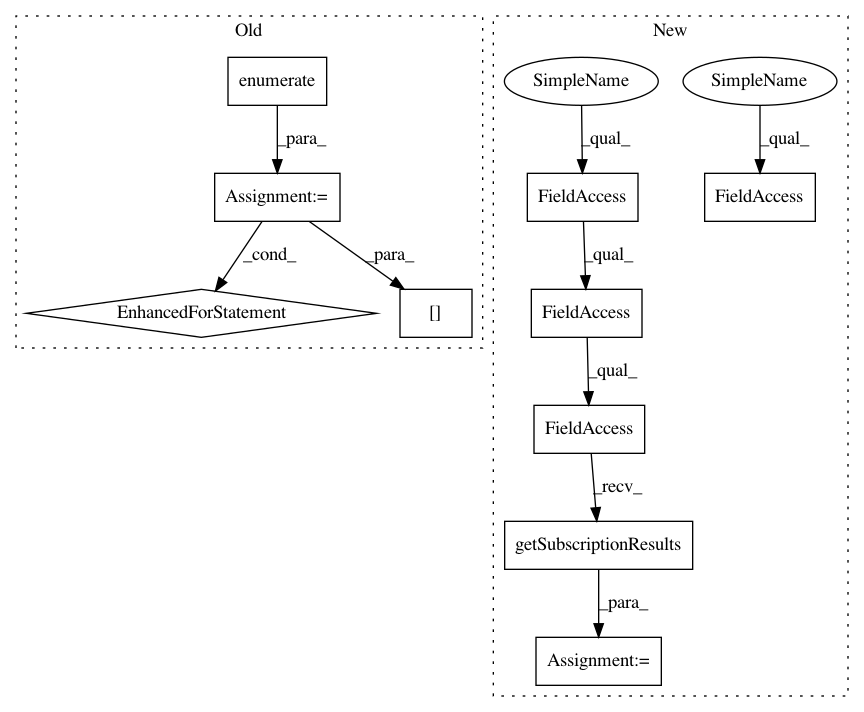 Old
enumerate
_para_
Assignment:=
_cond_
_para_
EnhancedForStatement
[]
New
SimpleName
SimpleName
_qual_
_qual_
FieldAccess
FieldAccess
_qual_
FieldAccess
_qual_
FieldAccess
_recv_
getSubscriptionResults
_para_
Assignment:=